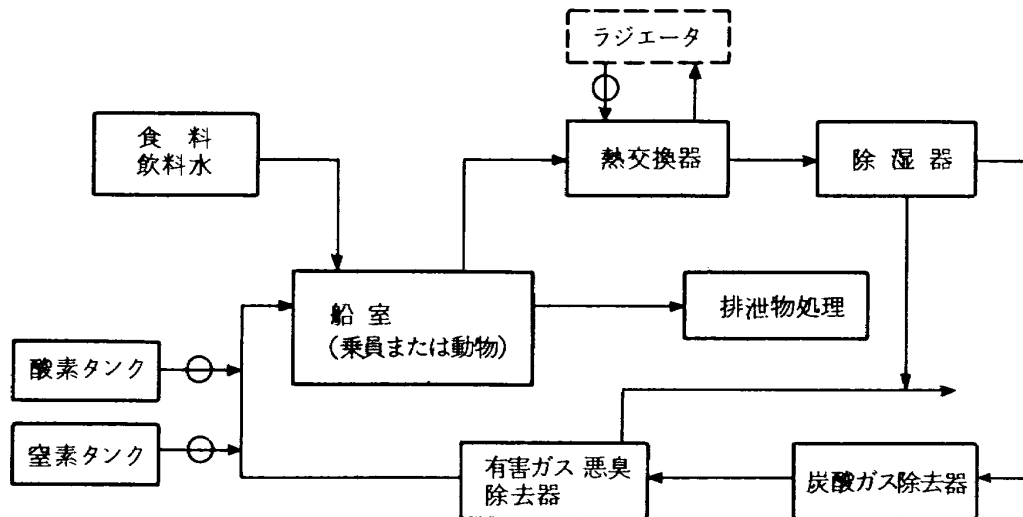 ラジエータ
食料
飲料水
熱交換器
除湿器
船室
(乗員または動物)
排泄物処理
酸素タンク
窒素タンク
有害ガス悪臭
除去器
炭酸ガス除去器